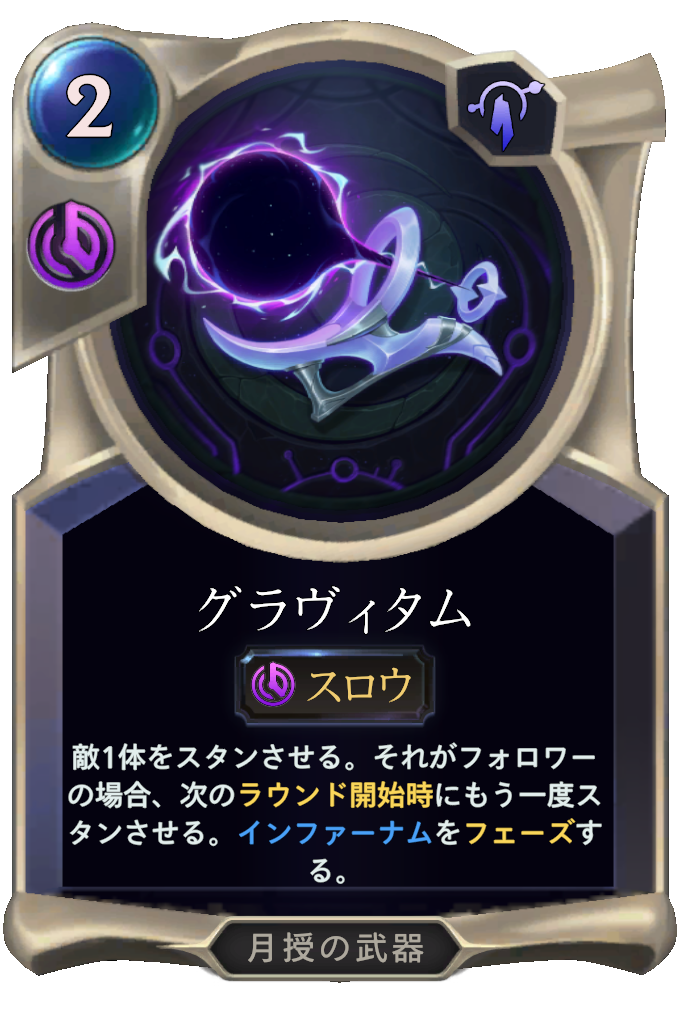 2
グラヴィタム
スロウ
敵1体をスタンさせる。それがフォロワー
の場合、次のラウンド開始時にもう一度ス
タンさせる。インファーナムをフェーズす
る。
月授の武器